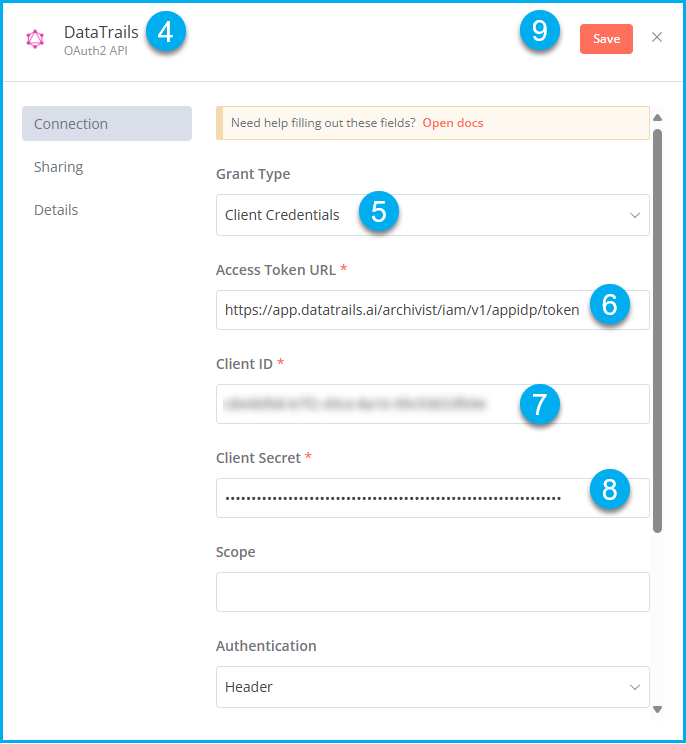 DataTrails
OAuth2 API
4
9
Save
Connection
Sharing
Details
Need help filling out these fields? Open docs
Grant Type
Client Credentials
5
Access Token URL *
https://app.datatrails.ai/archivist/iam/v1/appidp/token
6
Client ID *
7
Client Secret *
8
Scope
Authentication
Header